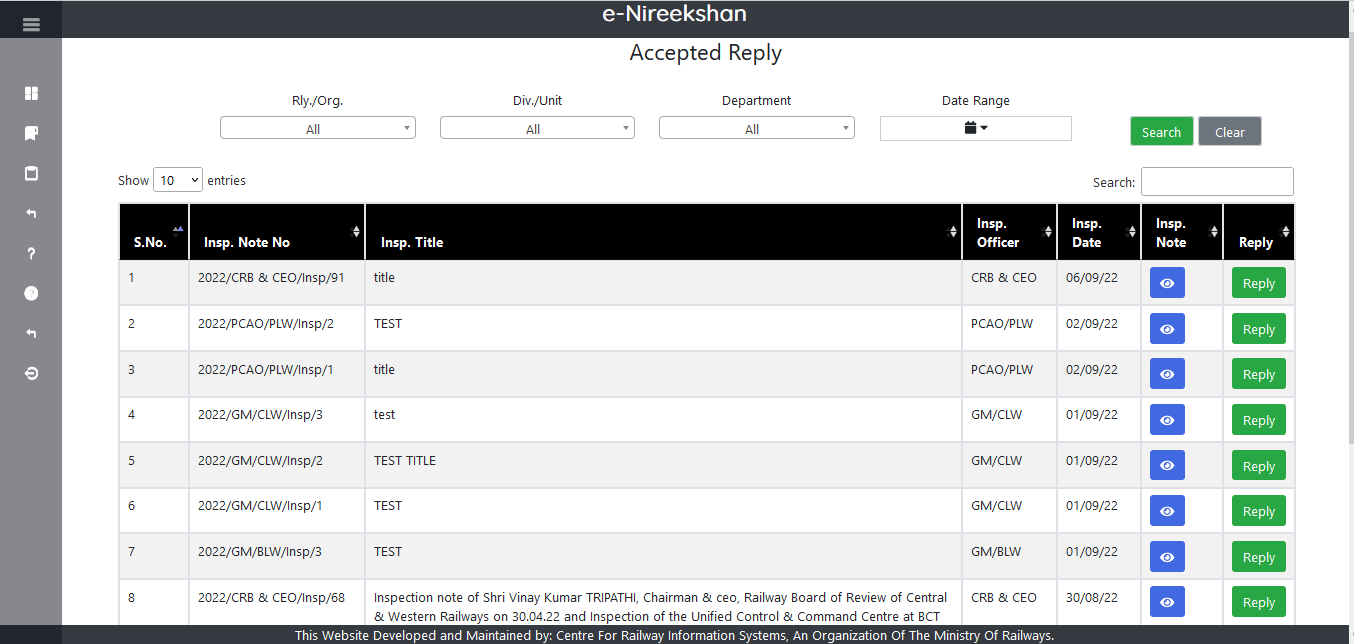 e-Nireekshan
Accepted Reply
Rly./Org. Div./Unit Department Date Range
All All All Search Clear
Show 10 entries Search:
S.No. Insp. Note No Insp. Title Insp. Officer Insp. Date Insp. Note Reply
1 2022/CRB & CEO/Insp/91 title CRB & CEO 06/09/22 Reply
2 2022/PCAO/PLW/Insp/2 TEST PCAO/PLW 02/09/22 Reply
3 2022/PCAO/PLW/Insp/1 title PCAO/PLW 02/09/22 Reply
4 2022/GM/CLW/Insp/3 test GM/CLW 01/09/22 Reply
5 2022/GM/CLW/Insp/2 TEST TITLE GM/CLW 01/09/22 Reply
6 2022/GM/CLW/Insp/1 TEST GM/CLW 01/09/22 Reply
7 2022/GM/BLW/Insp/3 TEST GM/BLW 01/09/22 Reply
8 2022/CRB & CEO/Insp/68 Inspection note of Shri Vinay Kumar TRIPATHI, Chairman & ceo, Railway Board of Review of Central CRB & CEO 30/08/22 Reply
& Western Railways on 30.04.22 and Inspection of the Unified Control & Command Centre at BCT
This Website Developed and Maintained by: Centre For Railway Information Systems, An Organization Of The Ministry Of Railways.